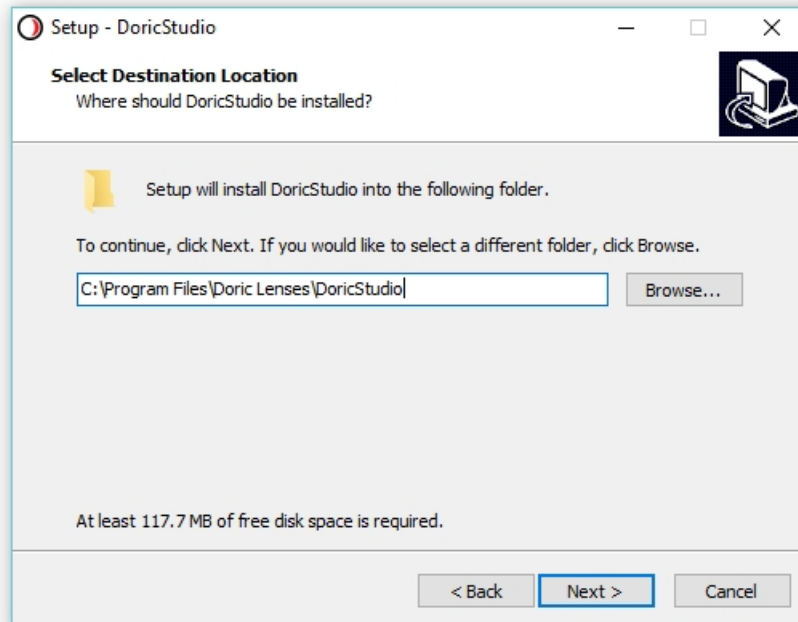 Setup - DoricStudio
Select Destination Location
Where should DoricStudio be installed?
Setup will install DoricStudio into the following folder.
To continue, click Next. If you would like to select a different folder, click Browse.
C:\Program Files\Doric Lenses\DoricStudio
Browse...
At least 117.7 MB of free disk space is required.
< Back
Next >
Cancel